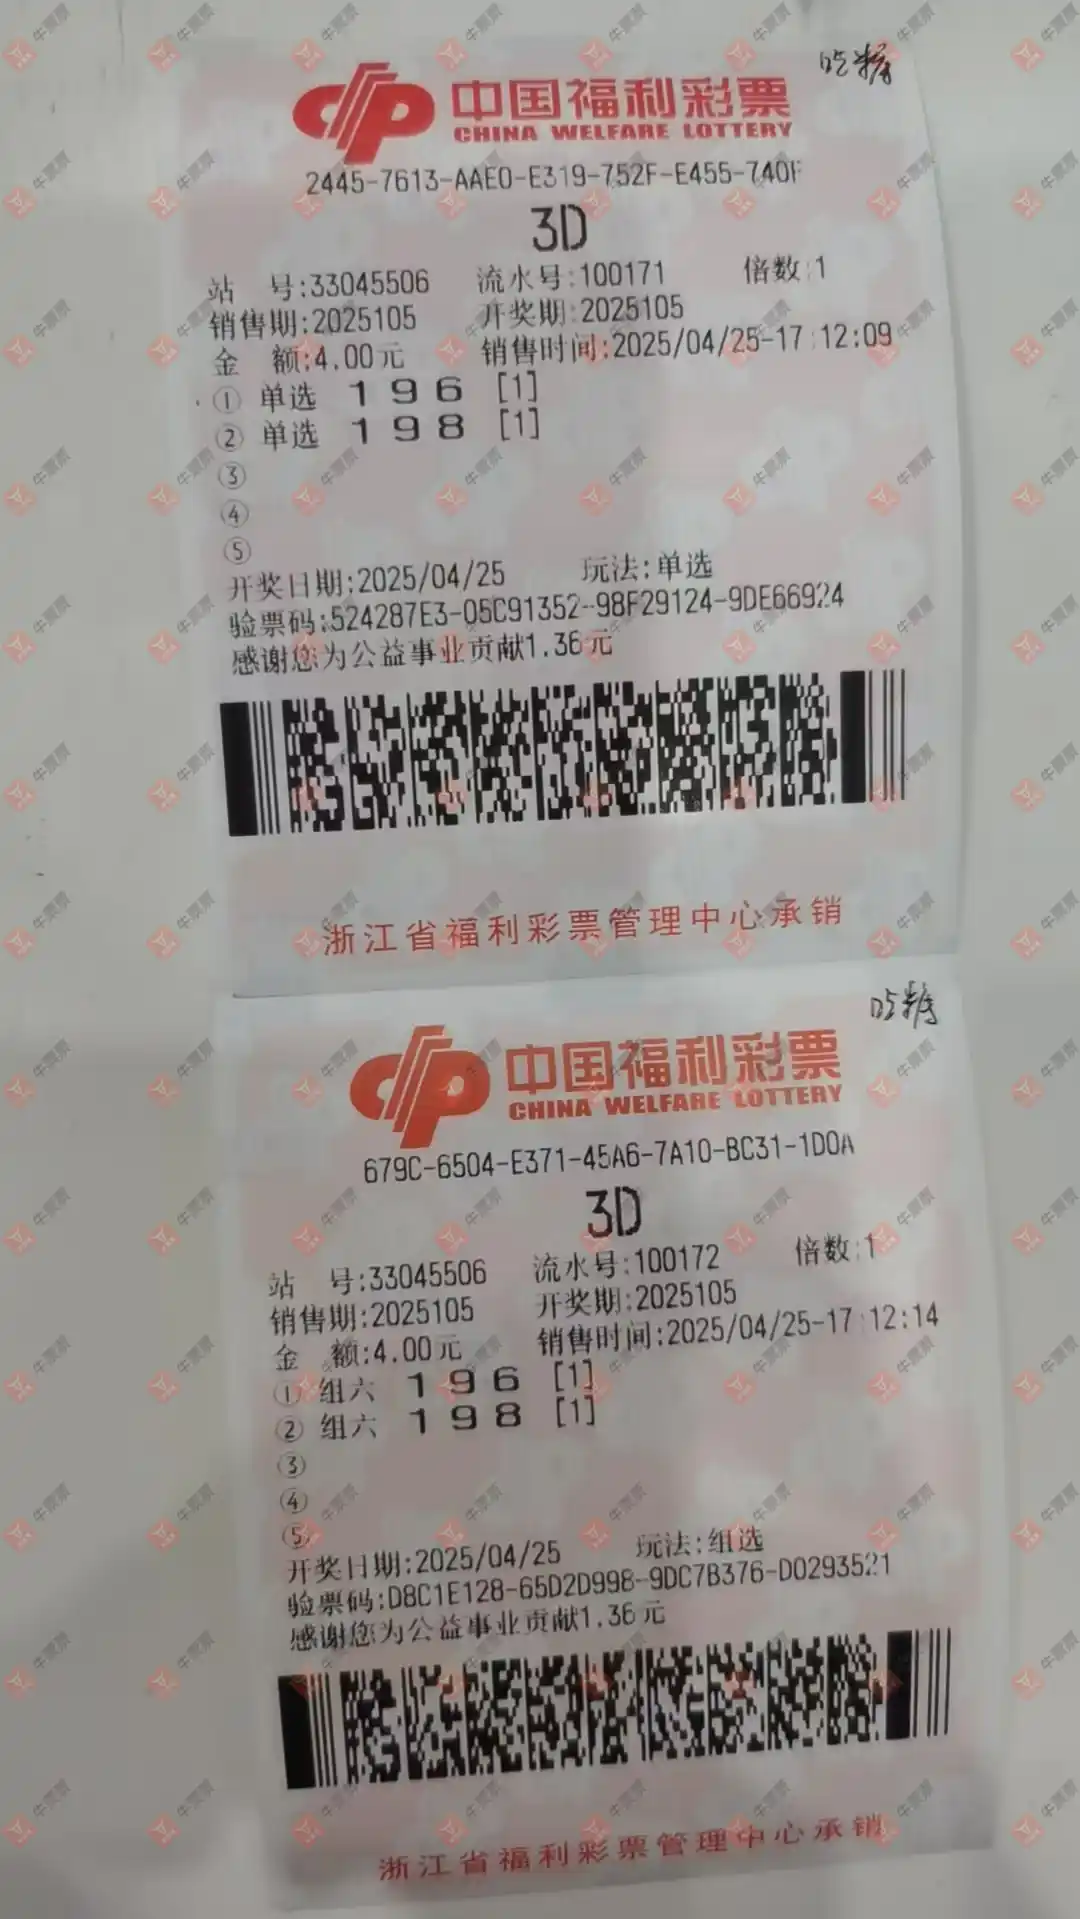 吃糖
中国福利彩票
CHINA WELFARE LOTTERY
2445-7613-AAE0-E319-752F-E455-740F
3D
站 号:33045506 流水号:100171 倍数:1
销售期:2025105 开奖期:2025105
金 额:4.00元 销售时间:2025/04/25-17:12:09
① 单选 1 9 6 [1]
② 单选 1 9 8 [1]
③
④
⑤
开奖日期:2025/04/25 玩法:单选
验票码:524287E3-05C91352-98F29124-9DE66924
感谢您为公益事业贡献1.36元
浙江省福利彩票管理中心承销
吃糖
中国福利彩票
CHINA WELFARE LOTTERY
679C-6504-E371-45A6-7A10-BC31-1D0A
3D
站 号:33045506 流水号:100172 倍数:1
销售期:2025105 开奖期:2025105
金 额:4.00元 销售时间:2025/04/25-17:12:14
① 组六 1 9 6 [1]
② 组六 1 9 8 [1]
③
④
⑤
开奖日期:2025/04/25 玩法:组选
验票码:D8C1E128-65D2D998-9DC7B376-D0293521
感谢您为公益事业贡献1.36元
浙江省福利彩票管理中心承销
牛票票